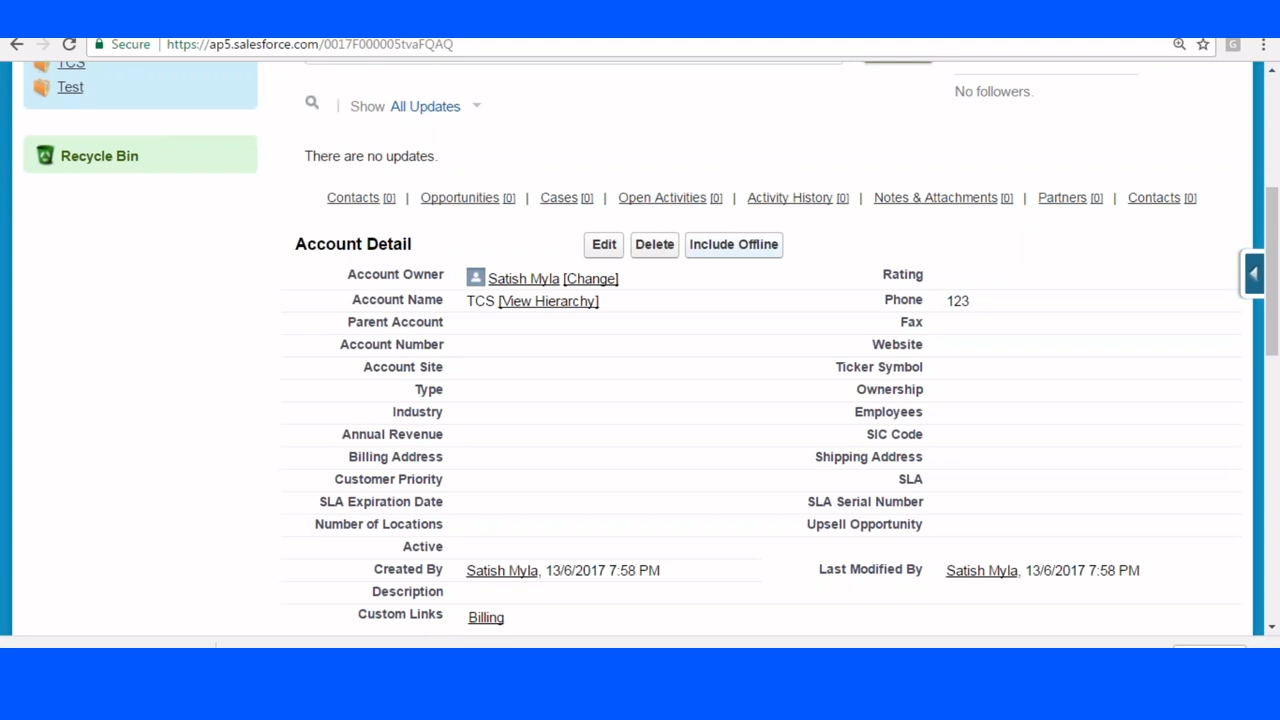 Secure | https://ap5.salesforce.com/0017F000005tvaFQAQ
TCS
Test
No followers.
Show All Updates
Recycle Bin
There are no updates.
Contacts [0] | Opportunities [0] | Cases [0] | Open Activities [0] | Activity History [0] | Notes & Attachments [0] | Partners [0] | Contacts [0]
Account Detail Edit Delete Include Offline
Account Owner Satish Myla [Change] Rating
Account Name TCS [View Hierarchy] Phone 123
Parent Account Fax
Account Number Website
Account Site Ticker Symbol
Type Ownership
Industry Employees
Annual Revenue SIC Code
Billing Address Shipping Address
Customer Priority SLA
SLA Expiration Date SLA Serial Number
Number of Locations Upsell Opportunity
Active
Created By Satish Myla, 13/6/2017 7:58 PM Last Modified By Satish Myla, 13/6/2017 7:58 PM
Description
Custom Links Billing